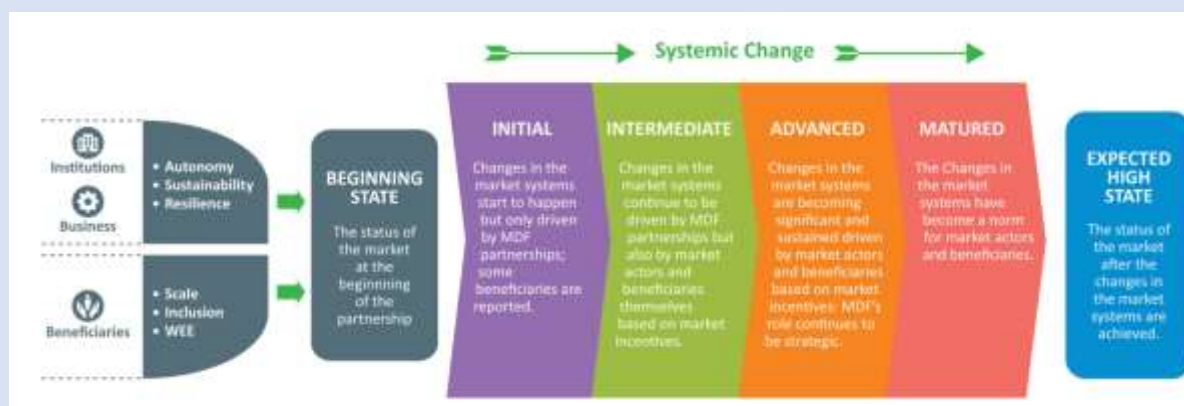 Systemic Change
Institutions
Business
• Autonomy
• Sustainability
• Resilience
Beneficiaries
• Scale
• Inclusion
• WEE
BEGINNING
STATE
The status of
the market
at the
beginnning
of the
partnership
INITIAL
Changes in the
market systems
start to happen
but only driven
by MDF
partnerships;
some
beneficiaries are
reported.
INTERMEDIATE
Changes in the
market systems
continue to be
driven by MDF
partnerships but
also by market
actors and
beneficiaries
themselves
based on market
incentives.
ADVANCED
Changes in the
market systems
are becoming
significant and
sustained driven
by market actors
and beneficiaries
based on market
incentives: MDF's
role continues to
be strategic.
MATURED
The Changes in
the market
systems have
become a norm
for market actors
and beneficiaries.
EXPECTED
HIGH
STATE
The status of
the market
after the
changes in
the market
systems are
achieved.